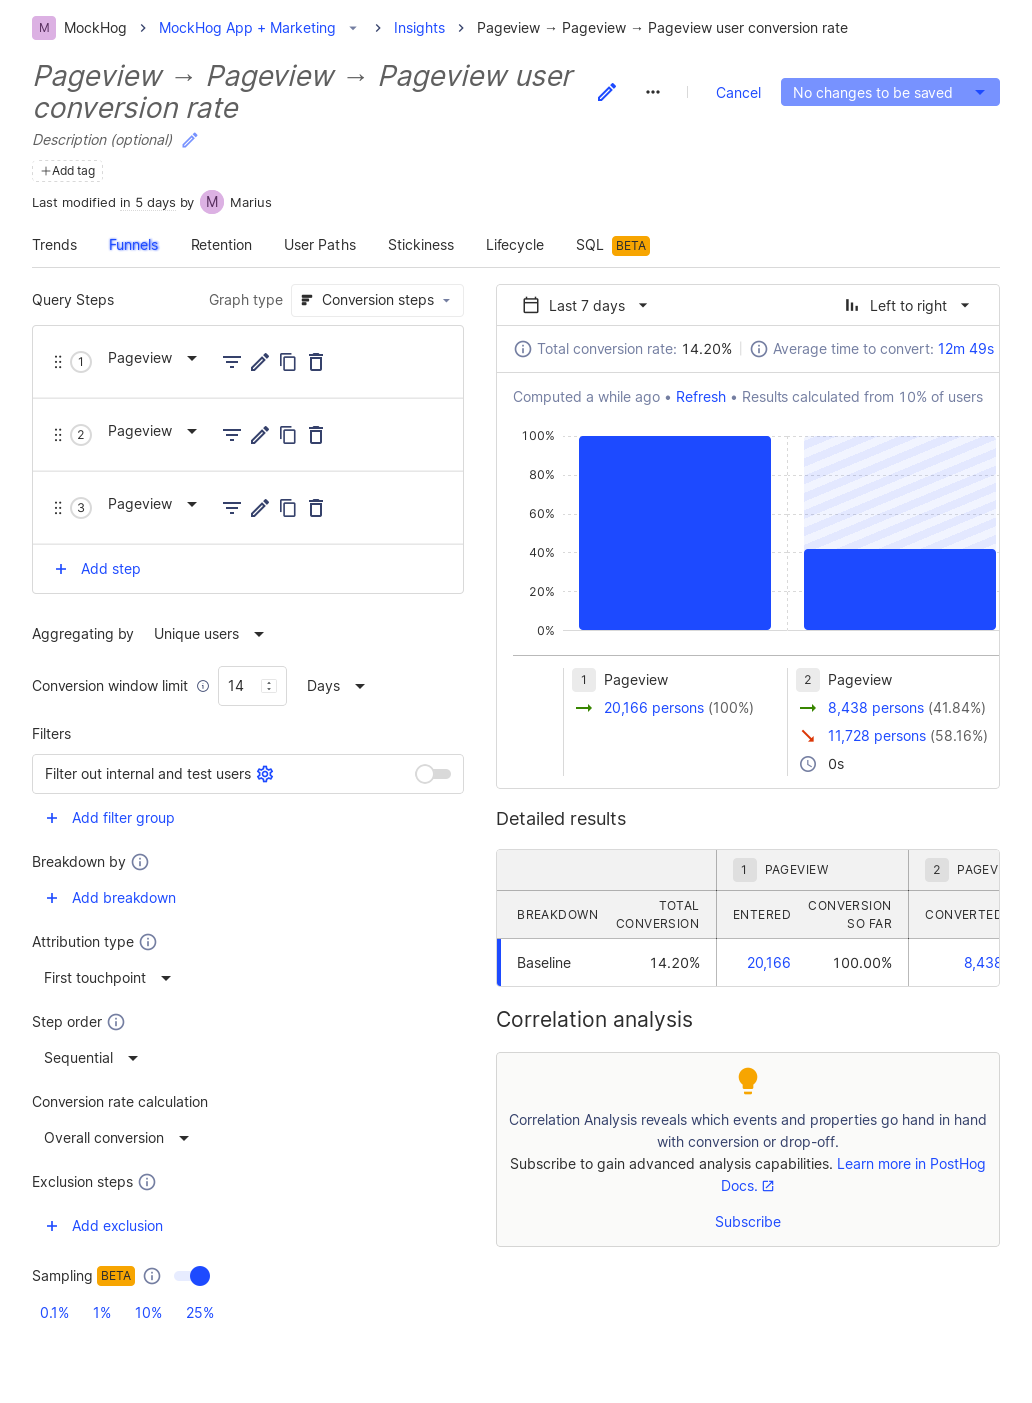 M MockHog > MockHog App + Marketing > Insights > Pageview → Pageview → Pageview user conversion rate
Pageview → Pageview → Pageview user
conversion rate
Cancel
No changes to be saved
Description (optional)
+Add tag
Last modified in 5 days by M Marius
Trends Funnels Retention User Paths Stickiness Lifecycle SQL BETA
Query Steps Graph type Conversion steps
1 Pageview
2 Pageview
3 Pageview
+ Add step
Aggregating by Unique users
Conversion window limit 14 Days
Filters
Filter out internal and test users
+ Add filter group
Breakdown by
+ Add breakdown
Attribution type
First touchpoint
Step order
Sequential
Conversion rate calculation
Overall conversion
Exclusion steps
+ Add exclusion
Sampling BETA
0.1% 1% 10% 25%
Last 7 days Left to right
Total conversion rate: 14.20% Average time to convert: 12m 49s
Computed a while ago • Refresh • Results calculated from 10% of users
100%
80%
60%
40%
20%
0%
1 Pageview
20,166 persons (100%)
2 Pageview
8,438 persons (41.84%)
11,728 persons (58.16%)
0s
Detailed results
1 PAGEVIEW 2 PAGEV
BREAKDOWN TOTAL CONVERSION ENTERED CONVERSION SO FAR CONVERTED
Baseline 14.20% 20,166 100.00% 8,438
Correlation analysis
Correlation Analysis reveals which events and properties go hand in hand
with conversion or drop-off.
Subscribe to gain advanced analysis capabilities. Learn more in PostHog
Docs.
Subscribe